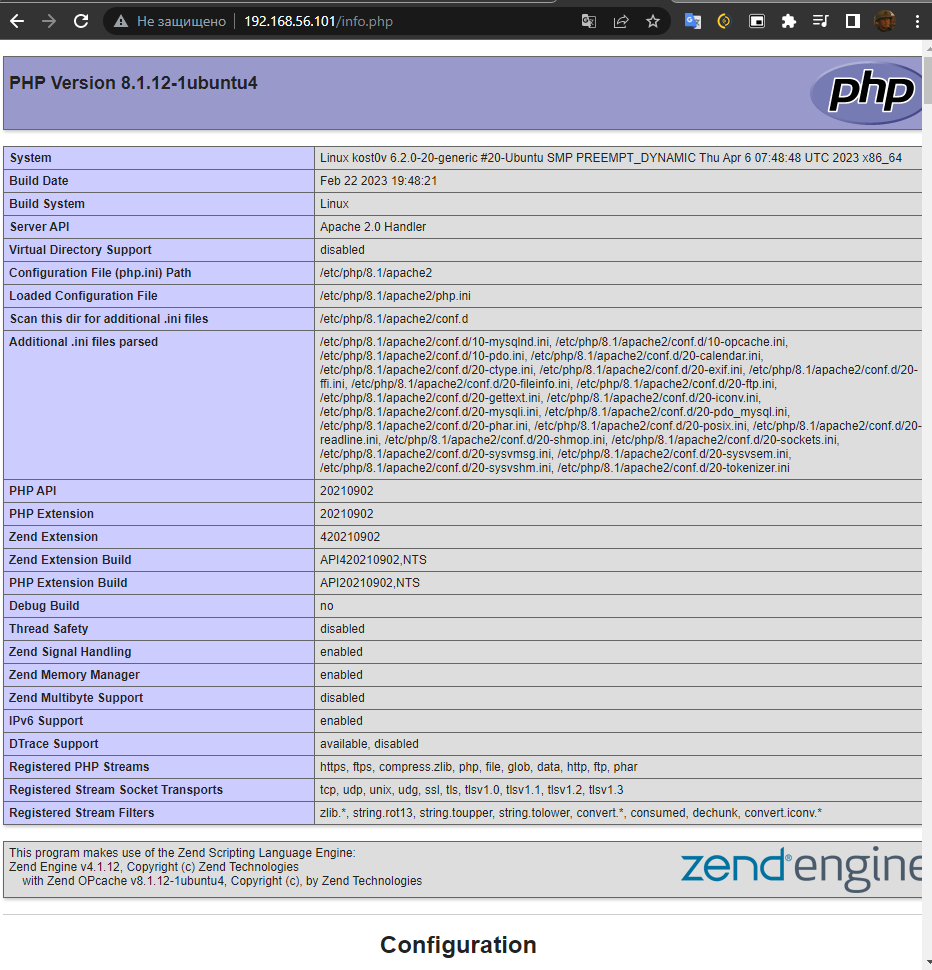 Не защищено 192.168.56.101/info.php
PHP Version 8.1.12-1ubuntu4
php
System Linux kost0v 6.2.0-20-generic #20-Ubuntu SMP PREEMPT_DYNAMIC Thu Apr 6 07:48:48 UTC 2023 x86_64
Build Date Feb 22 2023 19:48:21
Build System Linux
Server API Apache 2.0 Handler
Virtual Directory Support disabled
Configuration File (php.ini) Path /etc/php/8.1/apache2
Loaded Configuration File /etc/php/8.1/apache2/php.ini
Scan this dir for additional .ini files /etc/php/8.1/apache2/conf.d
Additional .ini files parsed /etc/php/8.1/apache2/conf.d/10-mysqlnd.ini, /etc/php/8.1/apache2/conf.d/10-opcache.ini,
/etc/php/8.1/apache2/conf.d/10-pdo.ini, /etc/php/8.1/apache2/conf.d/20-calendar.ini,
/etc/php/8.1/apache2/conf.d/20-ctype.ini, /etc/php/8.1/apache2/conf.d/20-exif.ini, /etc/php/8.1/apache2/conf.d/20-
ffi.ini, /etc/php/8.1/apache2/conf.d/20-fileinfo.ini, /etc/php/8.1/apache2/conf.d/20-ftp.ini,
/etc/php/8.1/apache2/conf.d/20-gettext.ini, /etc/php/8.1/apache2/conf.d/20-iconv.ini,
/etc/php/8.1/apache2/conf.d/20-mysqli.ini, /etc/php/8.1/apache2/conf.d/20-pdo_mysql.ini,
/etc/php/8.1/apache2/conf.d/20-phar.ini, /etc/php/8.1/apache2/conf.d/20-posix.ini, /etc/php/8.1/apache2/conf.d/20-
readline.ini, /etc/php/8.1/apache2/conf.d/20-shmop.ini, /etc/php/8.1/apache2/conf.d/20-sockets.ini,
/etc/php/8.1/apache2/conf.d/20-sysvmsg.ini, /etc/php/8.1/apache2/conf.d/20-sysvsem.ini,
/etc/php/8.1/apache2/conf.d/20-sysvshm.ini, /etc/php/8.1/apache2/conf.d/20-tokenizer.ini
PHP API 20210902
PHP Extension 20210902
Zend Extension 420210902
Zend Extension Build API420210902,NTS
PHP Extension Build API20210902,NTS
Debug Build no
Thread Safety disabled
Zend Signal Handling enabled
Zend Memory Manager enabled
Zend Multibyte Support disabled
IPv6 Support enabled
DTrace Support available, disabled
Registered PHP Streams https, ftps, compress.zlib, php, file, glob, data, http, ftp, phar
Registered Stream Socket Transports tcp, udp, unix, udg, ssl, tls, tlsv1.0, tlsv1.1, tlsv1.2, tlsv1.3
Registered Stream Filters zlib.*, string.rot13, string.toupper, string.tolower, convert.*, consumed, dechunk, convert.iconv.*
This program makes use of the Zend Scripting Language Engine:
Zend Engine v4.1.12, Copyright (c) Zend Technologies
with Zend OPcache v8.1.12-1ubuntu4, Copyright (c), by Zend Technologies
zend® engine
Configuration